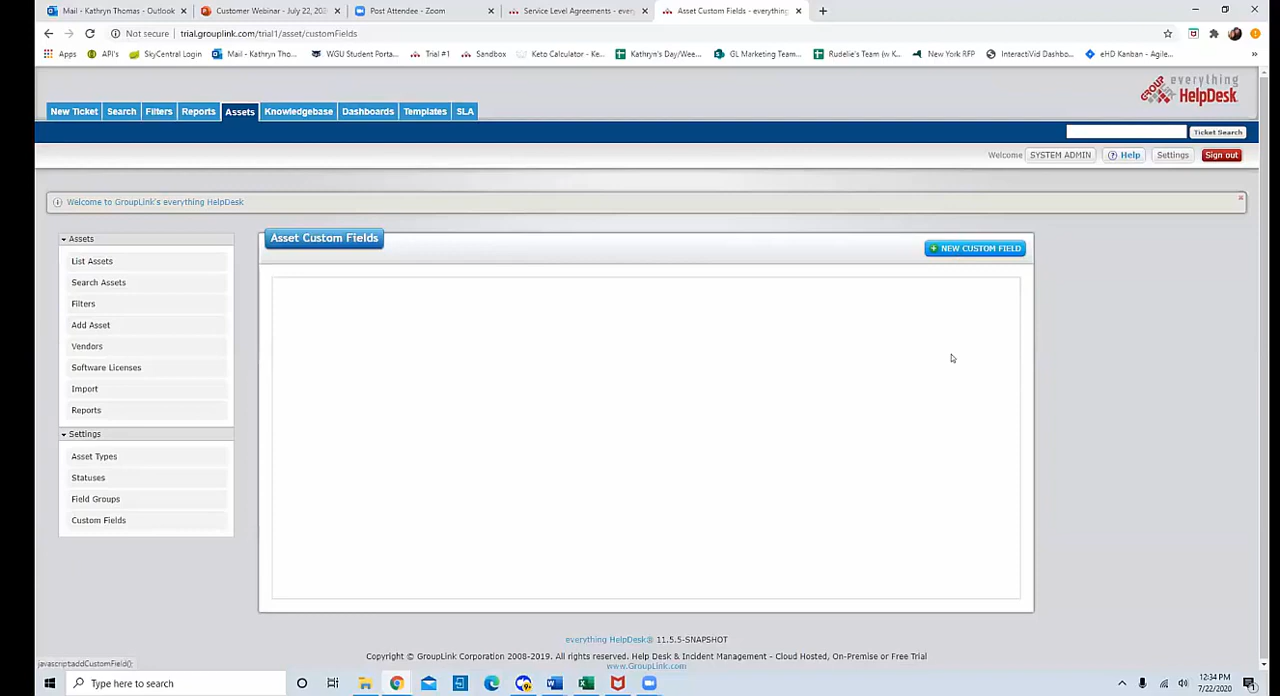 Mail - Kathryn Thomas - Outlook
Customer Webinar - July 22, 202
Post Attendee - Zoom
Service Level Agreements - every
Asset Custom Fields - everything
Not secure | trial.grouplink.com/trial1/asset/customFields
Apps
API's
SkyCentral Login
Mail - Kathryn Tho...
WGU Student Porta...
Trial #1
Sandbox
Keto Calculator - Ke...
Kathryn's Day/Wee...
GL Marketing Team...
Rudelie's Team (w K...
New York RFP
InteractVid Dashbo...
eHD Kanban - Agile...
»
GROUP LINK everything HelpDesk
New Ticket
Search
Filters
Reports
Assets
Knowledgebase
Dashboards
Templates
SLA
Ticket Search
Welcome SYSTEM ADMIN
? Help
Settings
Sign out
Welcome to GroupLink's everything HelpDesk
Assets
List Assets
Search Assets
Filters
Add Asset
Vendors
Software Licenses
Import
Reports
Settings
Asset Types
Statuses
Field Groups
Custom Fields
Asset Custom Fields
+ NEW CUSTOM FIELD
everything HelpDesk® 11.5.5-SNAPSHOT
Copyright © GroupLink Corporation 2008-2019. All rights reserved. Help Desk & Incident Management - Cloud Hosted, On-Premise or Free Trial
www.GroupLink.com
javascript:addCustomField();
Type here to search
12:34 PM
7/22/2020